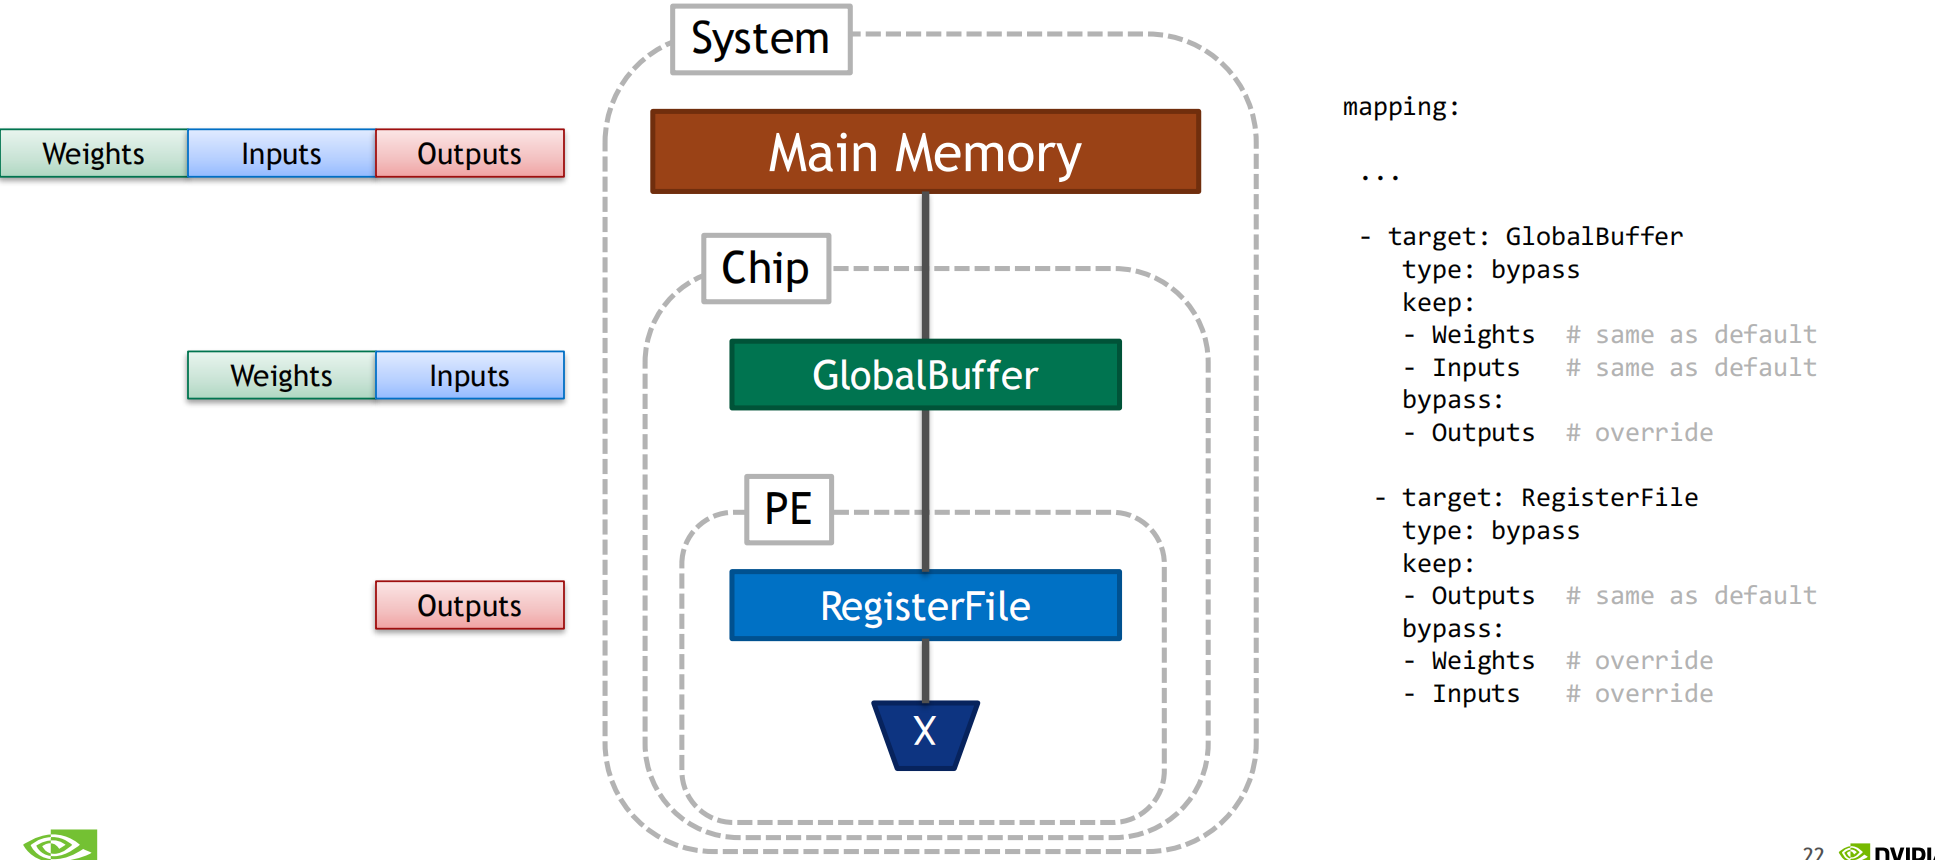 System
Weights Inputs Outputs
Main Memory
Chip
Weights Inputs
GlobalBuffer
PE
Outputs
RegisterFile
X
mapping:
...
- target: GlobalBuffer
type: bypass
keep:
- Weights # same as default
- Inputs # same as default
bypass:
- Outputs # override
- target: RegisterFile
type: bypass
keep:
- Outputs # same as default
bypass:
- Weights # override
- Inputs # override
22